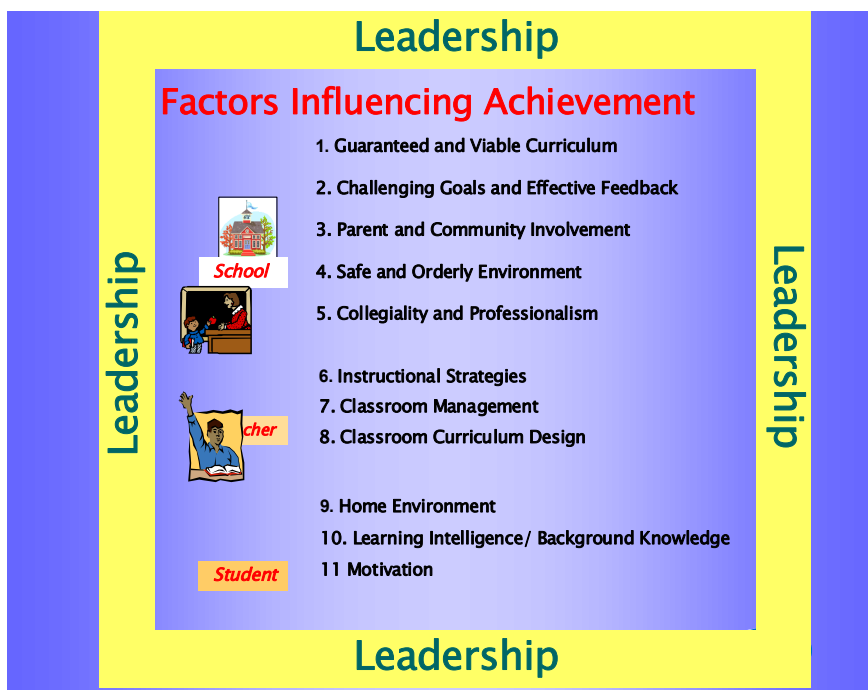 Leadership
Factors Influencing Achievement
1. Guaranteed and Viable Curriculum
2. Challenging Goals and Effective Feedback
3. Parent and Community Involvement
School
4. Safe and Orderly Environment
5. Collegiality and Professionalism
Leadership
Leadership
6. Instructional Strategies
7. Classroom Management
cher
8. Classroom Curriculum Design
9. Home Environment
10. Learning Intelligence/ Background Knowledge
Student
11 Motivation
Leadership